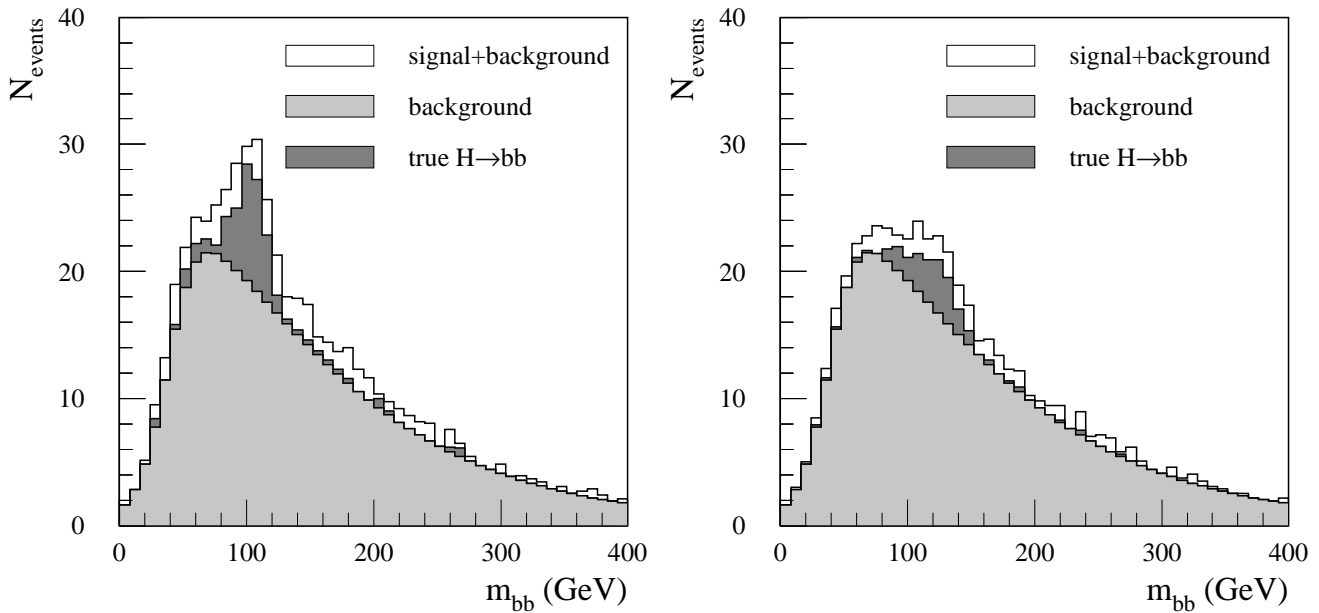 N_events
40
30
20
10
0
signal+background
background
true H→bb
0 100 200 300 400
m_bb (GeV)
N_events
40
30
20
10
0
signal+background
background
true H→bb
0 100 200 300 400
m_bb (GeV)